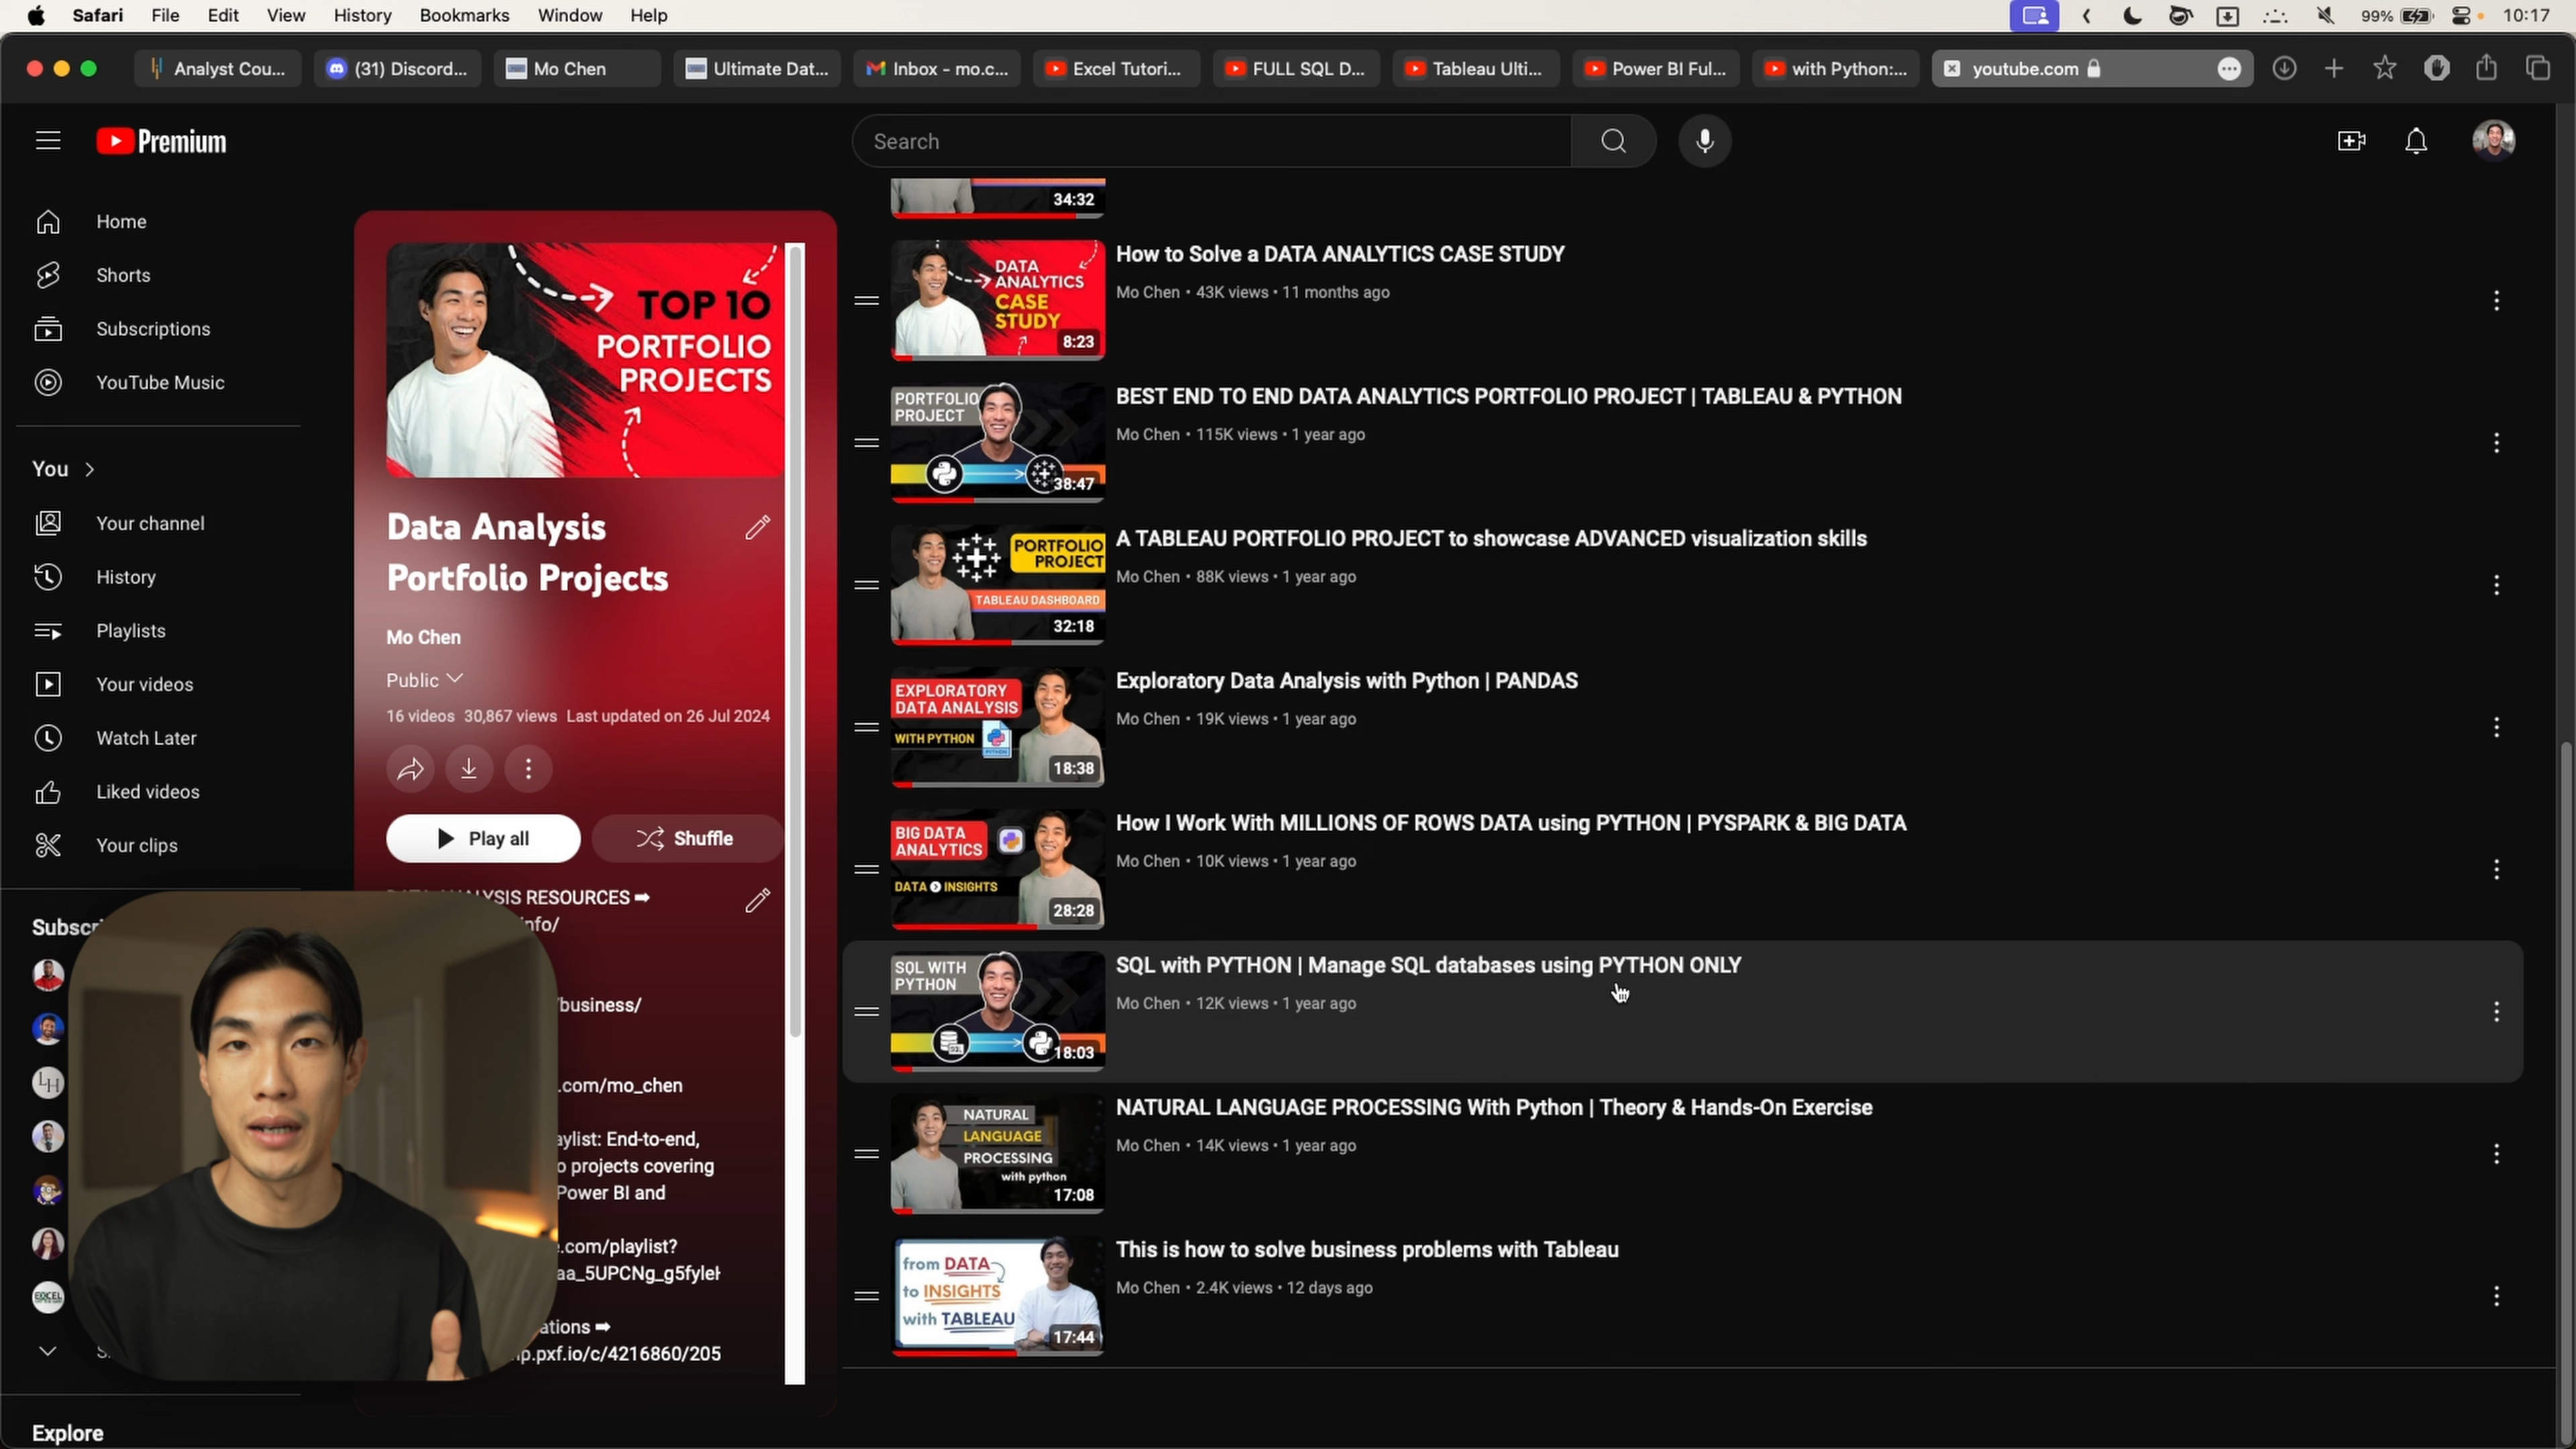 Safari File Edit View History Bookmarks Window Help 99% 10:17
Analyst Cou... (31) Discord... Mo Chen Ultimate Dat... Inbox - mo.c... Excel Tutori... FULL SQL D... Tableau Ulti... Power BI Ful... with Python:... youtube.com
Premium
Search
Home
Shorts
Subscriptions
YouTube Music
You
Your channel
History
Playlists
Your videos
Watch Later
Liked videos
Your clips
Explore
TOP 10
PORTFOLIO
PROJECTS
Data Analysis
Portfolio Projects
Mo Chen
Public
16 videos 30,867 views Last updated on 26 Jul 2024
Play all
Shuffle
RESOURCES ➡
/business/
.com/mo_chen
End-to-end,
projects covering
Power BI and
.com/playlist?
LH
EXCEL
34:32
DATA
ANALYTICS
CASE
STUDY
8:23
How to Solve a DATA ANALYTICS CASE STUDY
Mo Chen • 43K views • 11 months ago
PORTFOLIO
PROJECT
38:47
BEST END TO END DATA ANALYTICS PORTFOLIO PROJECT | TABLEAU & PYTHON
Mo Chen • 115K views • 1 year ago
PORTFOLIO
PROJECT
TABLEAU DASHBOARD
32:18
A TABLEAU PORTFOLIO PROJECT to showcase ADVANCED visualization skills
Mo Chen • 88K views • 1 year ago
EXPLORATORY
DATA ANALYSIS
WITH PYTHON
18:38
Exploratory Data Analysis with Python | PANDAS
Mo Chen • 19K views • 1 year ago
BIG DATA
ANALYTICS
DATA INSIGHTS
28:28
How I Work With MILLIONS OF ROWS DATA using PYTHON | PYSPARK & BIG DATA
Mo Chen • 10K views • 1 year ago
SQL WITH
PYTHON
18:03
SQL with PYTHON | Manage SQL databases using PYTHON ONLY
Mo Chen • 12K views • 1 year ago
NATURAL
LANGUAGE
PROCESSING
with python
17:08
NATURAL LANGUAGE PROCESSING With Python | Theory & Hands-On Exercise
Mo Chen • 14K views • 1 year ago
from DATA
to INSIGHTS
with TABLEAU
17:44
This is how to solve business problems with Tableau
Mo Chen • 2.4K views • 12 days ago